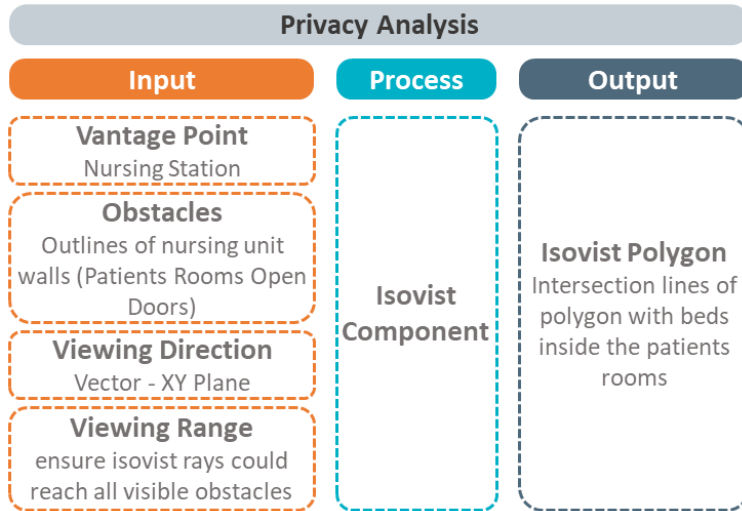 Privacy Analysis
Input
Vantage Point
Nursing Station
Obstacles
Outlines of nursing unit
walls (Patients Rooms Open
Doors)
Viewing Direction
Vector - XY Plane
Viewing Range
ensure isovist rays could
reach all visible obstacles
Process
Isovist
Component
Output
Isovist Polygon
Intersection lines of
polygon with beds
inside the patients
rooms